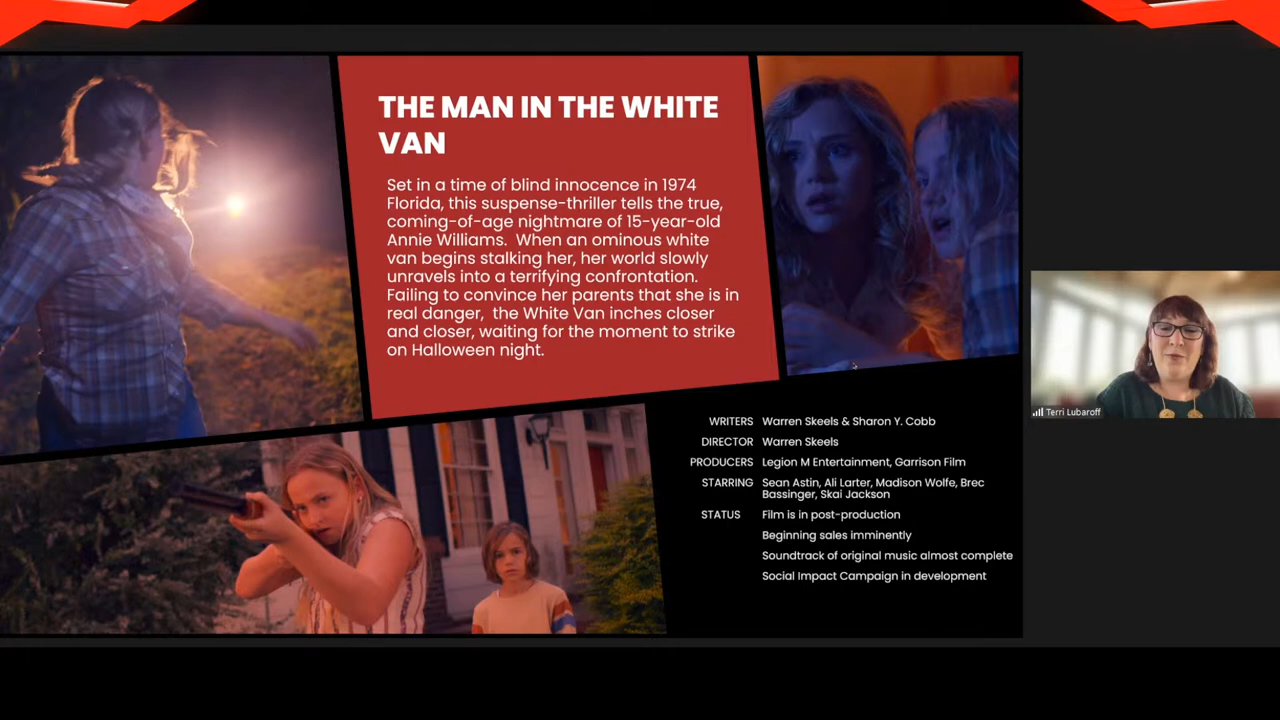 THE MAN IN THE WHITE
VAN
Set in a time of blind innocence in 1974
Florida, this suspense-thriller tells the true,
coming-of-age nightmare of 15-year-old
Annie Williams. When an ominous white
van begins stalking her, her world slowly
unravels into a terrifying confrontation.
Failing to convince her parents that she is in
real danger, the White Van inches closer
and closer, waiting for the moment to strike
on Halloween night.
WRITERS Warren Skeels & Sharon Y. Cobb
DIRECTOR Warren Skeels
PRODUCERS Legion M Entertainment, Garrison Film
STARRING Sean Astin, Ali Larter, Madison Wolfe, Brec
Bassinger, Skai Jackson
STATUS Film is in post-production
Beginning sales imminently
Soundtrack of original music almost complete
Social Impact Campaign in development
Terri Lubaroff